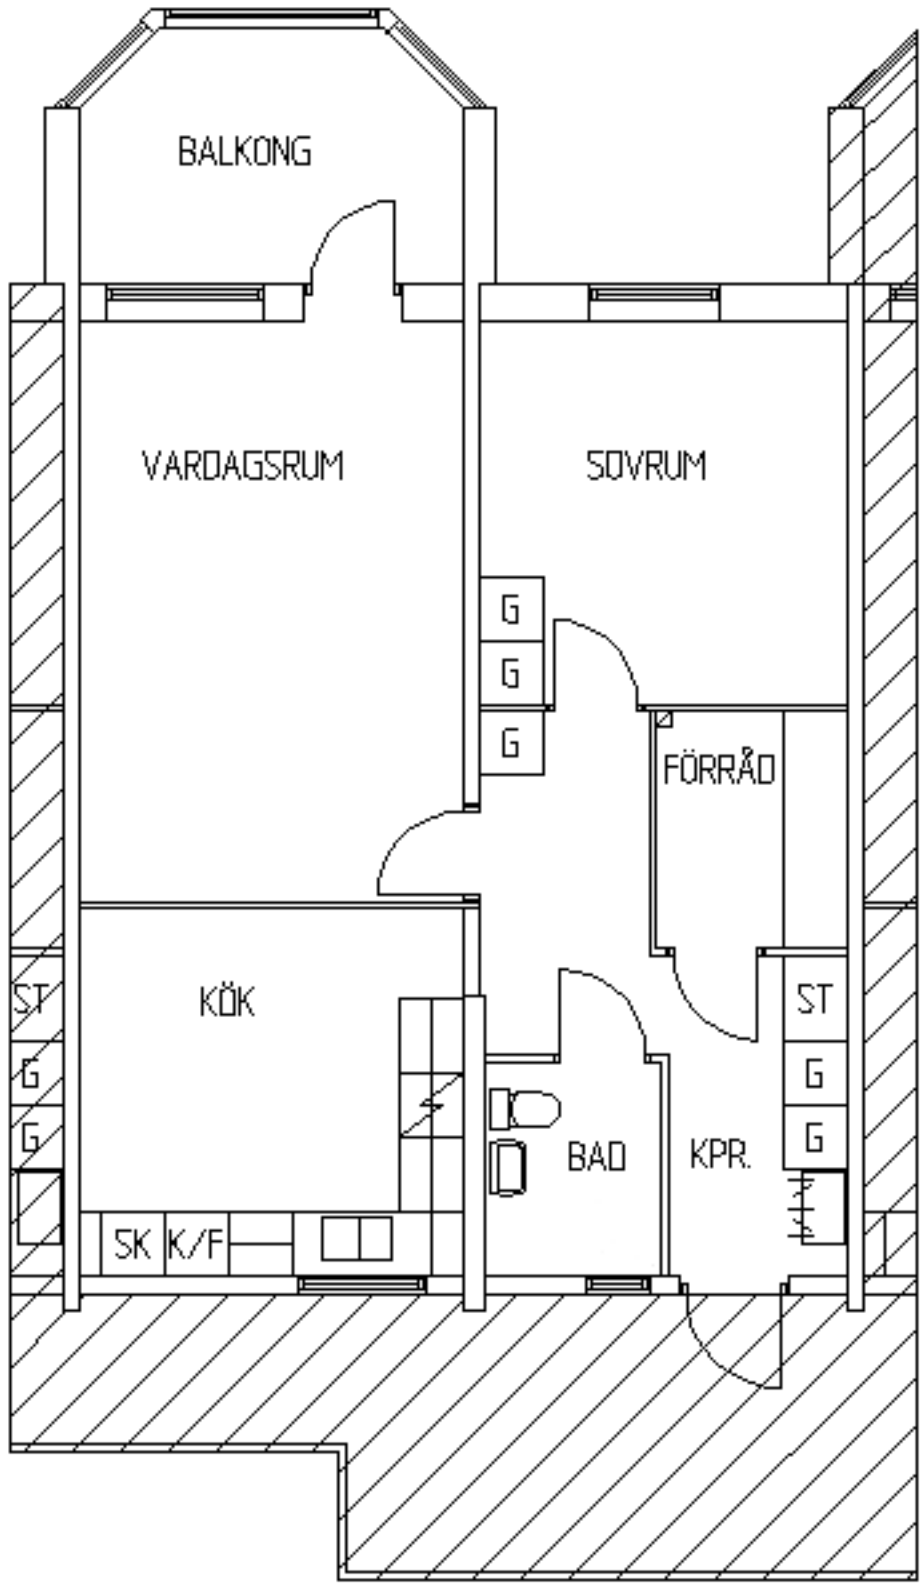 BALKONG
VARDAGSRUM
SOVRUM
G
G
G
FÖRRÅD
KÖK
ST
ST
G
G
G
G
BAD
KPR.
SK
K/F